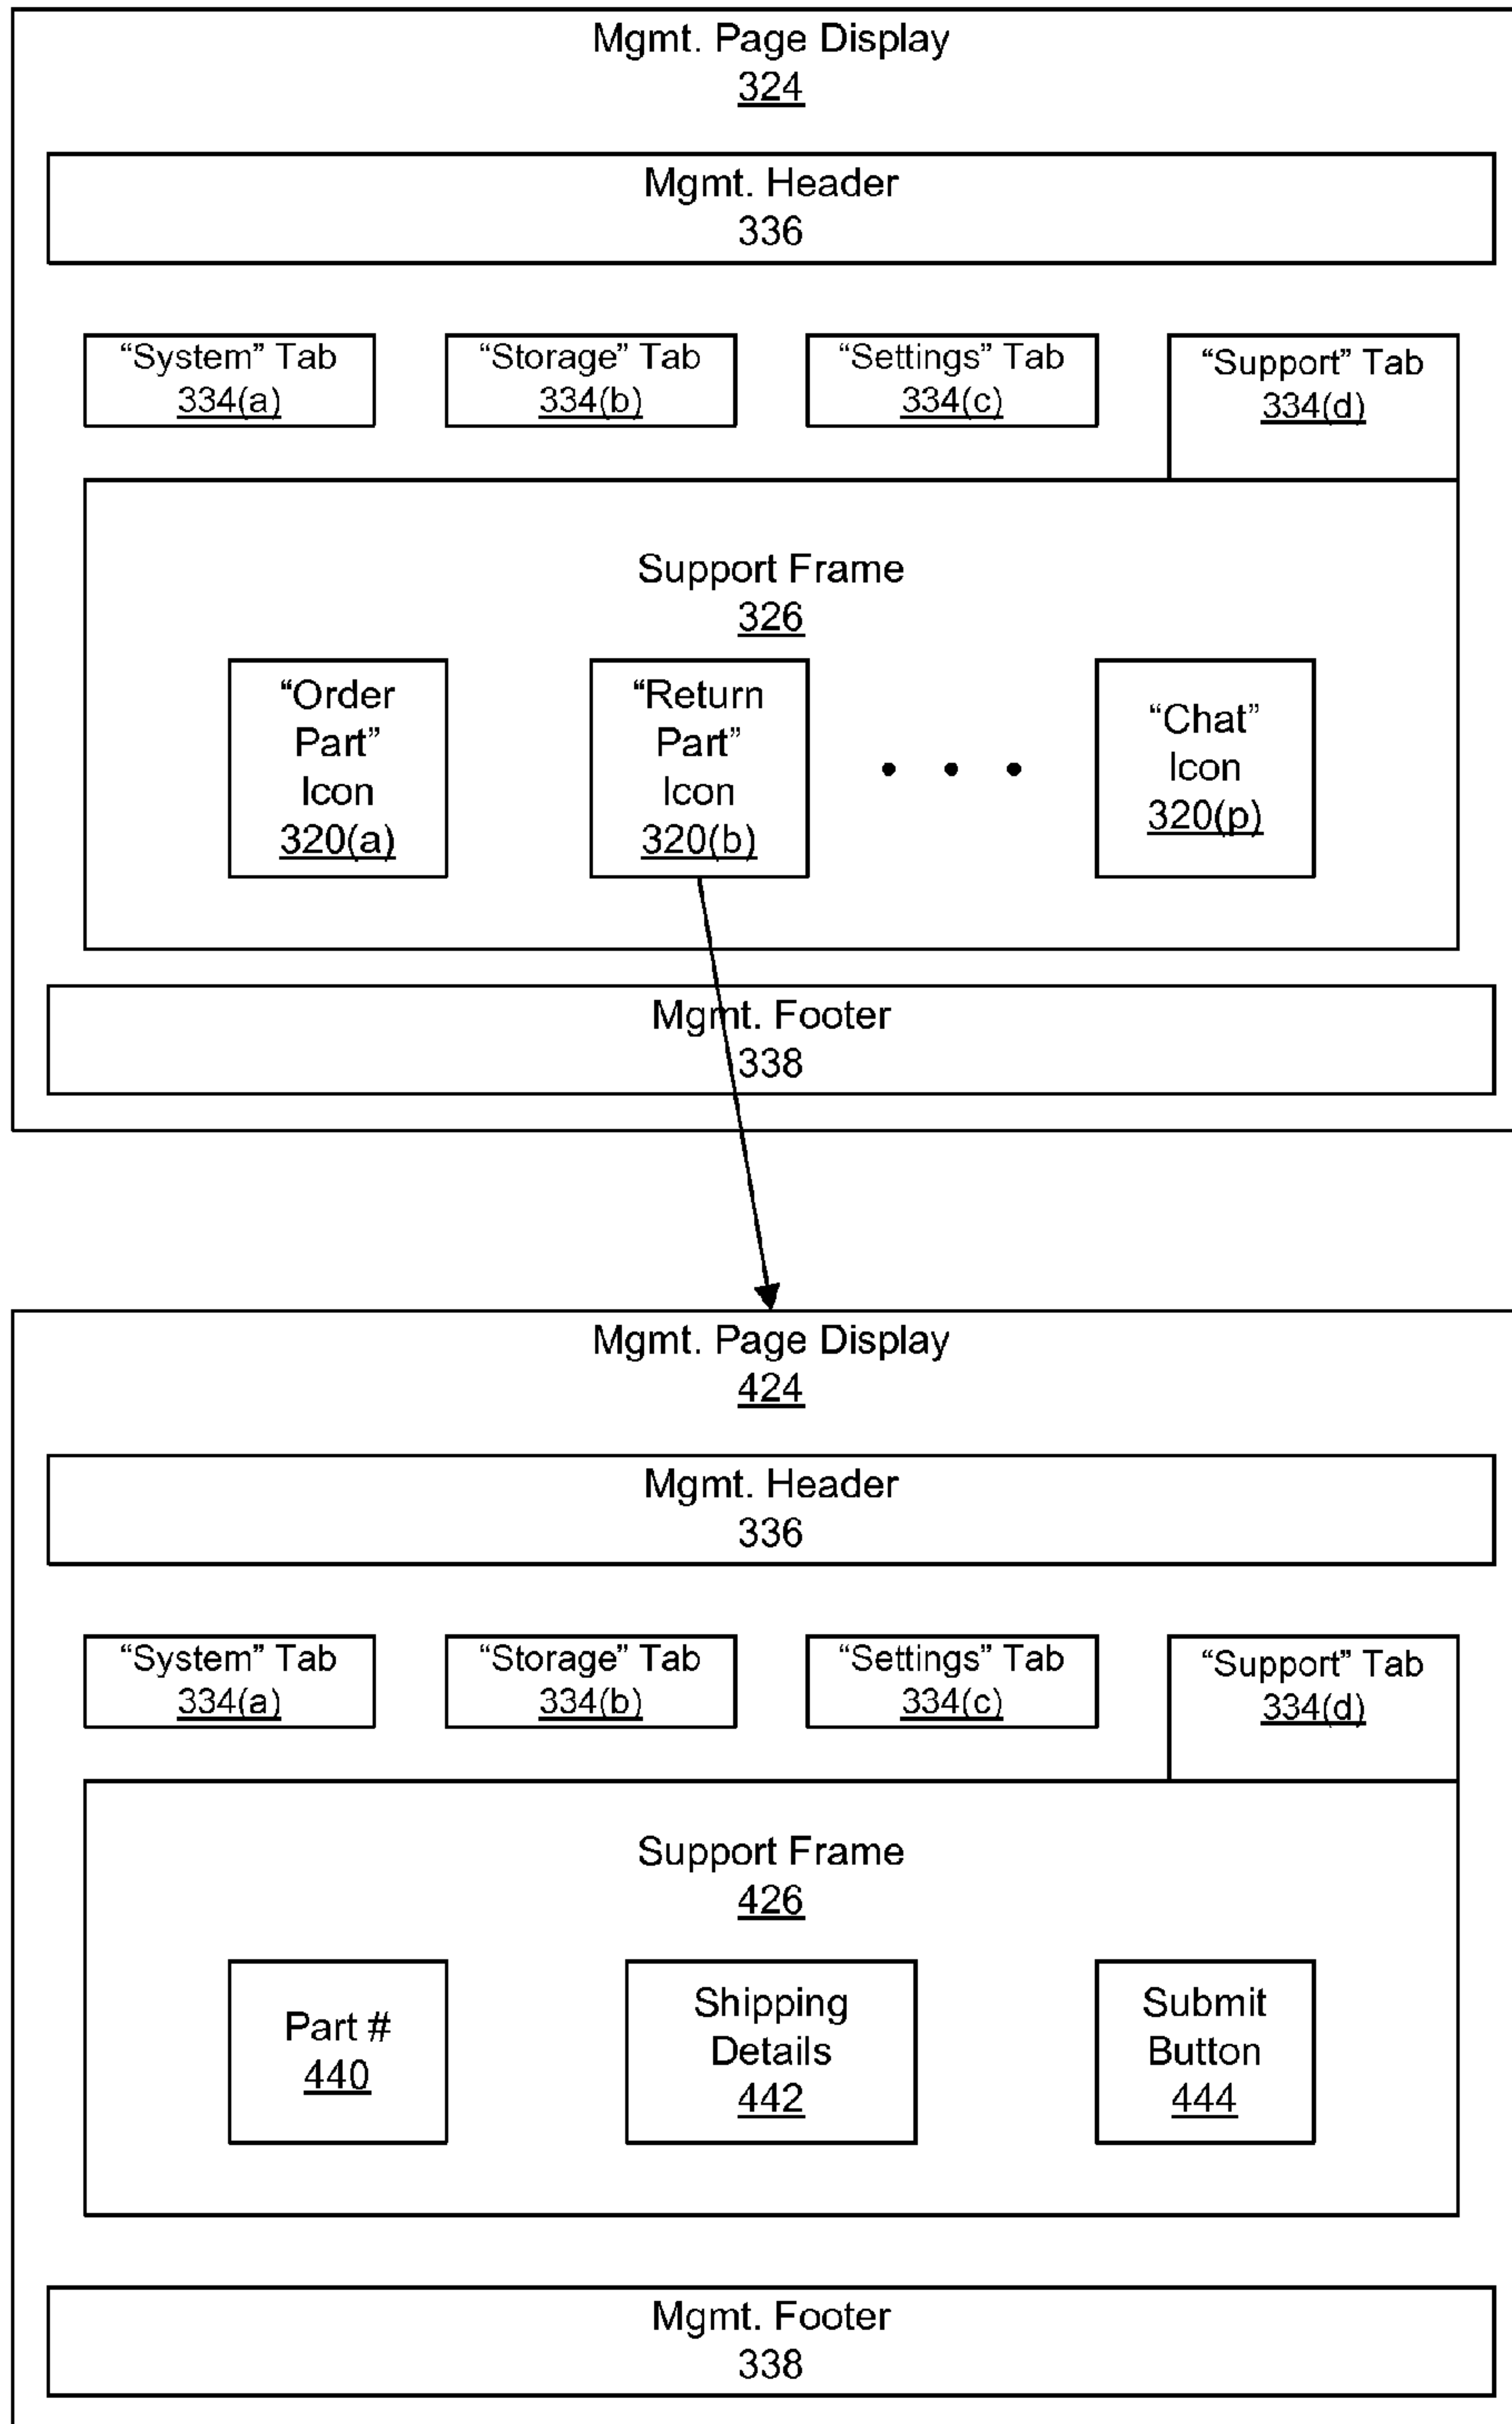 Mgmt. Page Display
324
Mgmt. Header
336
“System” Tab
334(a)
“Storage” Tab
334(b)
“Settings” Tab
334(c)
“Support” Tab
334(d)
Support Frame
326
“Order
Part”
Icon
320(a)
“Return
Part”
Icon
320(b)
• • •
“Chat”
Icon
320(p)
Mgmt. Footer
338
Mgmt. Page Display
424
Mgmt. Header
336
“System” Tab
334(a)
“Storage” Tab
334(b)
“Settings” Tab
334(c)
“Support” Tab
334(d)
Support Frame
426
Part #
440
Shipping
Details
442
Submit
Button
444
Mgmt. Footer
338